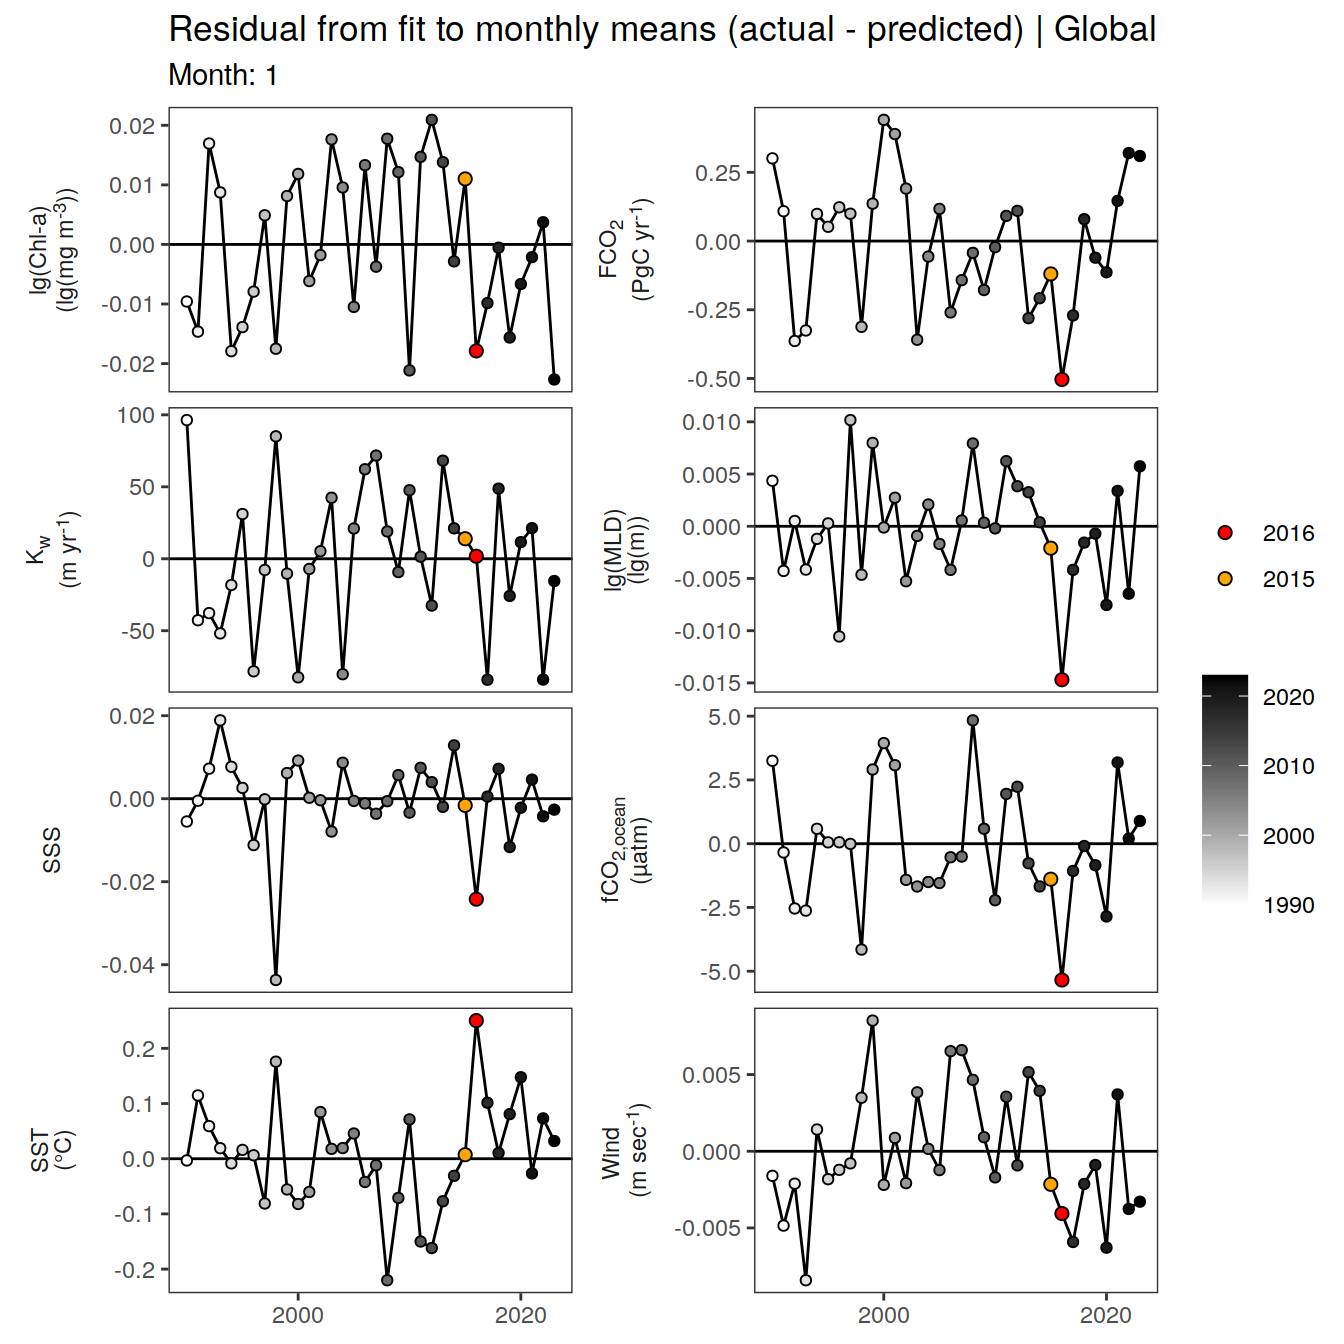 Residual from fit to monthly means (actual - predicted) | Global
Month: 1
lg(Chl-a)
(lg(mg m⁻³))
0.02
0.01
0.00
-0.01
-0.02
FCO₂
(PgC yr⁻¹)
0.25
0.00
-0.25
-0.50
K_w
(m yr⁻¹)
100
50
0
-50
lg(MLD)
(lg(m))
0.010
0.005
0.000
-0.005
-0.010
-0.015
SSS
0.02
0.00
-0.02
-0.04
fCO₂,ocean
(µatm)
5.0
2.5
0.0
-2.5
-5.0
SST
(°C)
0.2
0.1
0.0
-0.1
-0.2
2000
2020
Wind
(m sec⁻¹)
0.005
0.000
-0.005
2000
2020
2016
2015
2020
2010
2000
1990